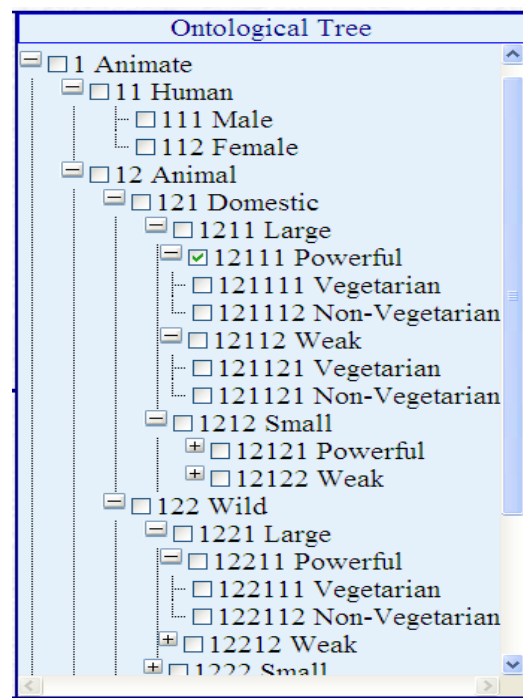 Ontological Tree
1 Animate
11 Human
111 Male
112 Female
12 Animal
121 Domestic
1211 Large
12111 Powerful
121111 Vegetarian
121112 Non-Vegetarian
12112 Weak
121121 Vegetarian
121121 Non-Vegetarian
1212 Small
12121 Powerful
12122 Weak
122 Wild
1221 Large
12211 Powerful
122111 Vegetarian
122112 Non-Vegetarian
12212 Weak
1222 Small